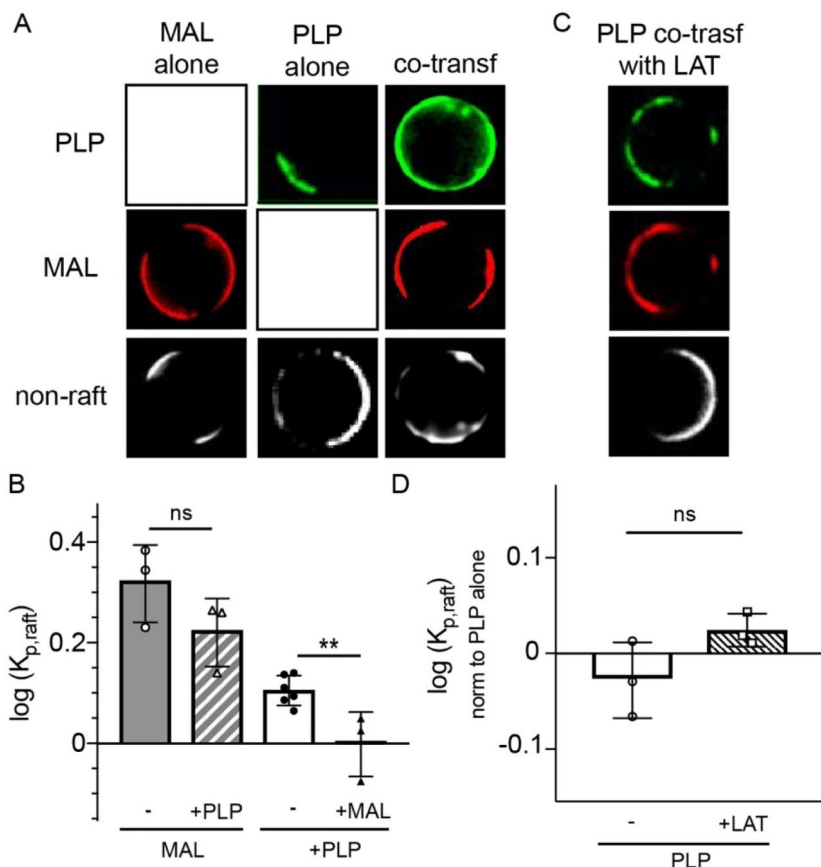 A
MAL alone
PLP alone
co-transf
PLP
MAL
non-raft
C
PLP co-trasf
with LAT
B
log (Kp,raft)
0.4
0.2
0
ns
**
- +PLP - +MAL
MAL +PLP
D
log (Kp,raft)
norm to PLP alone
0.1
0
-0.1
ns
- +LAT
PLP